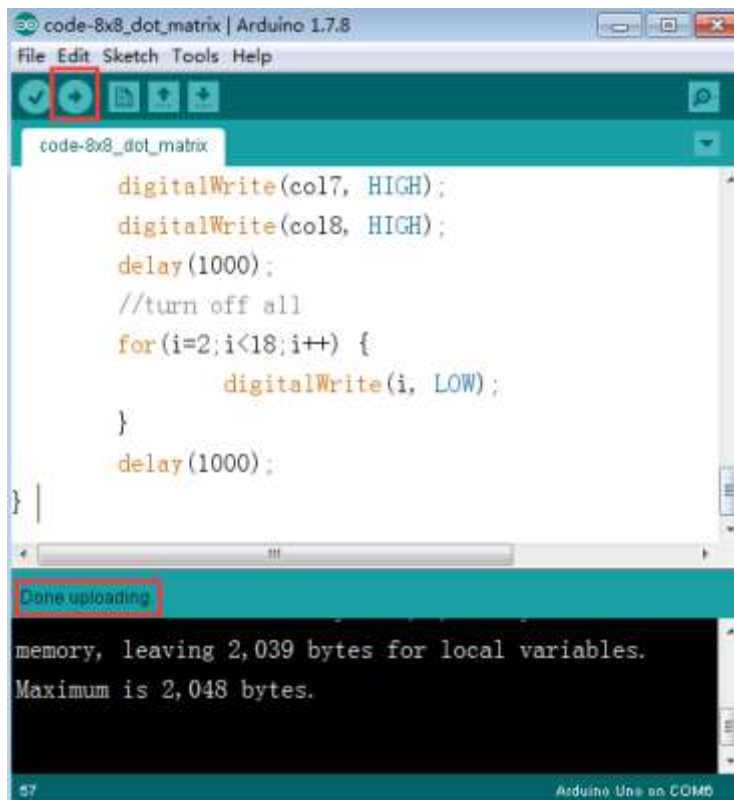 code-8x8_dot_matrix | Arduino 1.7.8
File Edit Sketch Tools Help
code-8x8_dot_matrix
digitalWrite(col7, HIGH);
digitalWrite(col8, HIGH);
delay(1000);
//turn off all
for(i=2;i<18;i++) {
digitalWrite(i, LOW);
}
delay(1000);
}
Done uploading.
memory, leaving 2,039 bytes for local variables.
Maximum is 2,048 bytes.
67 Arduino Uno on COM6